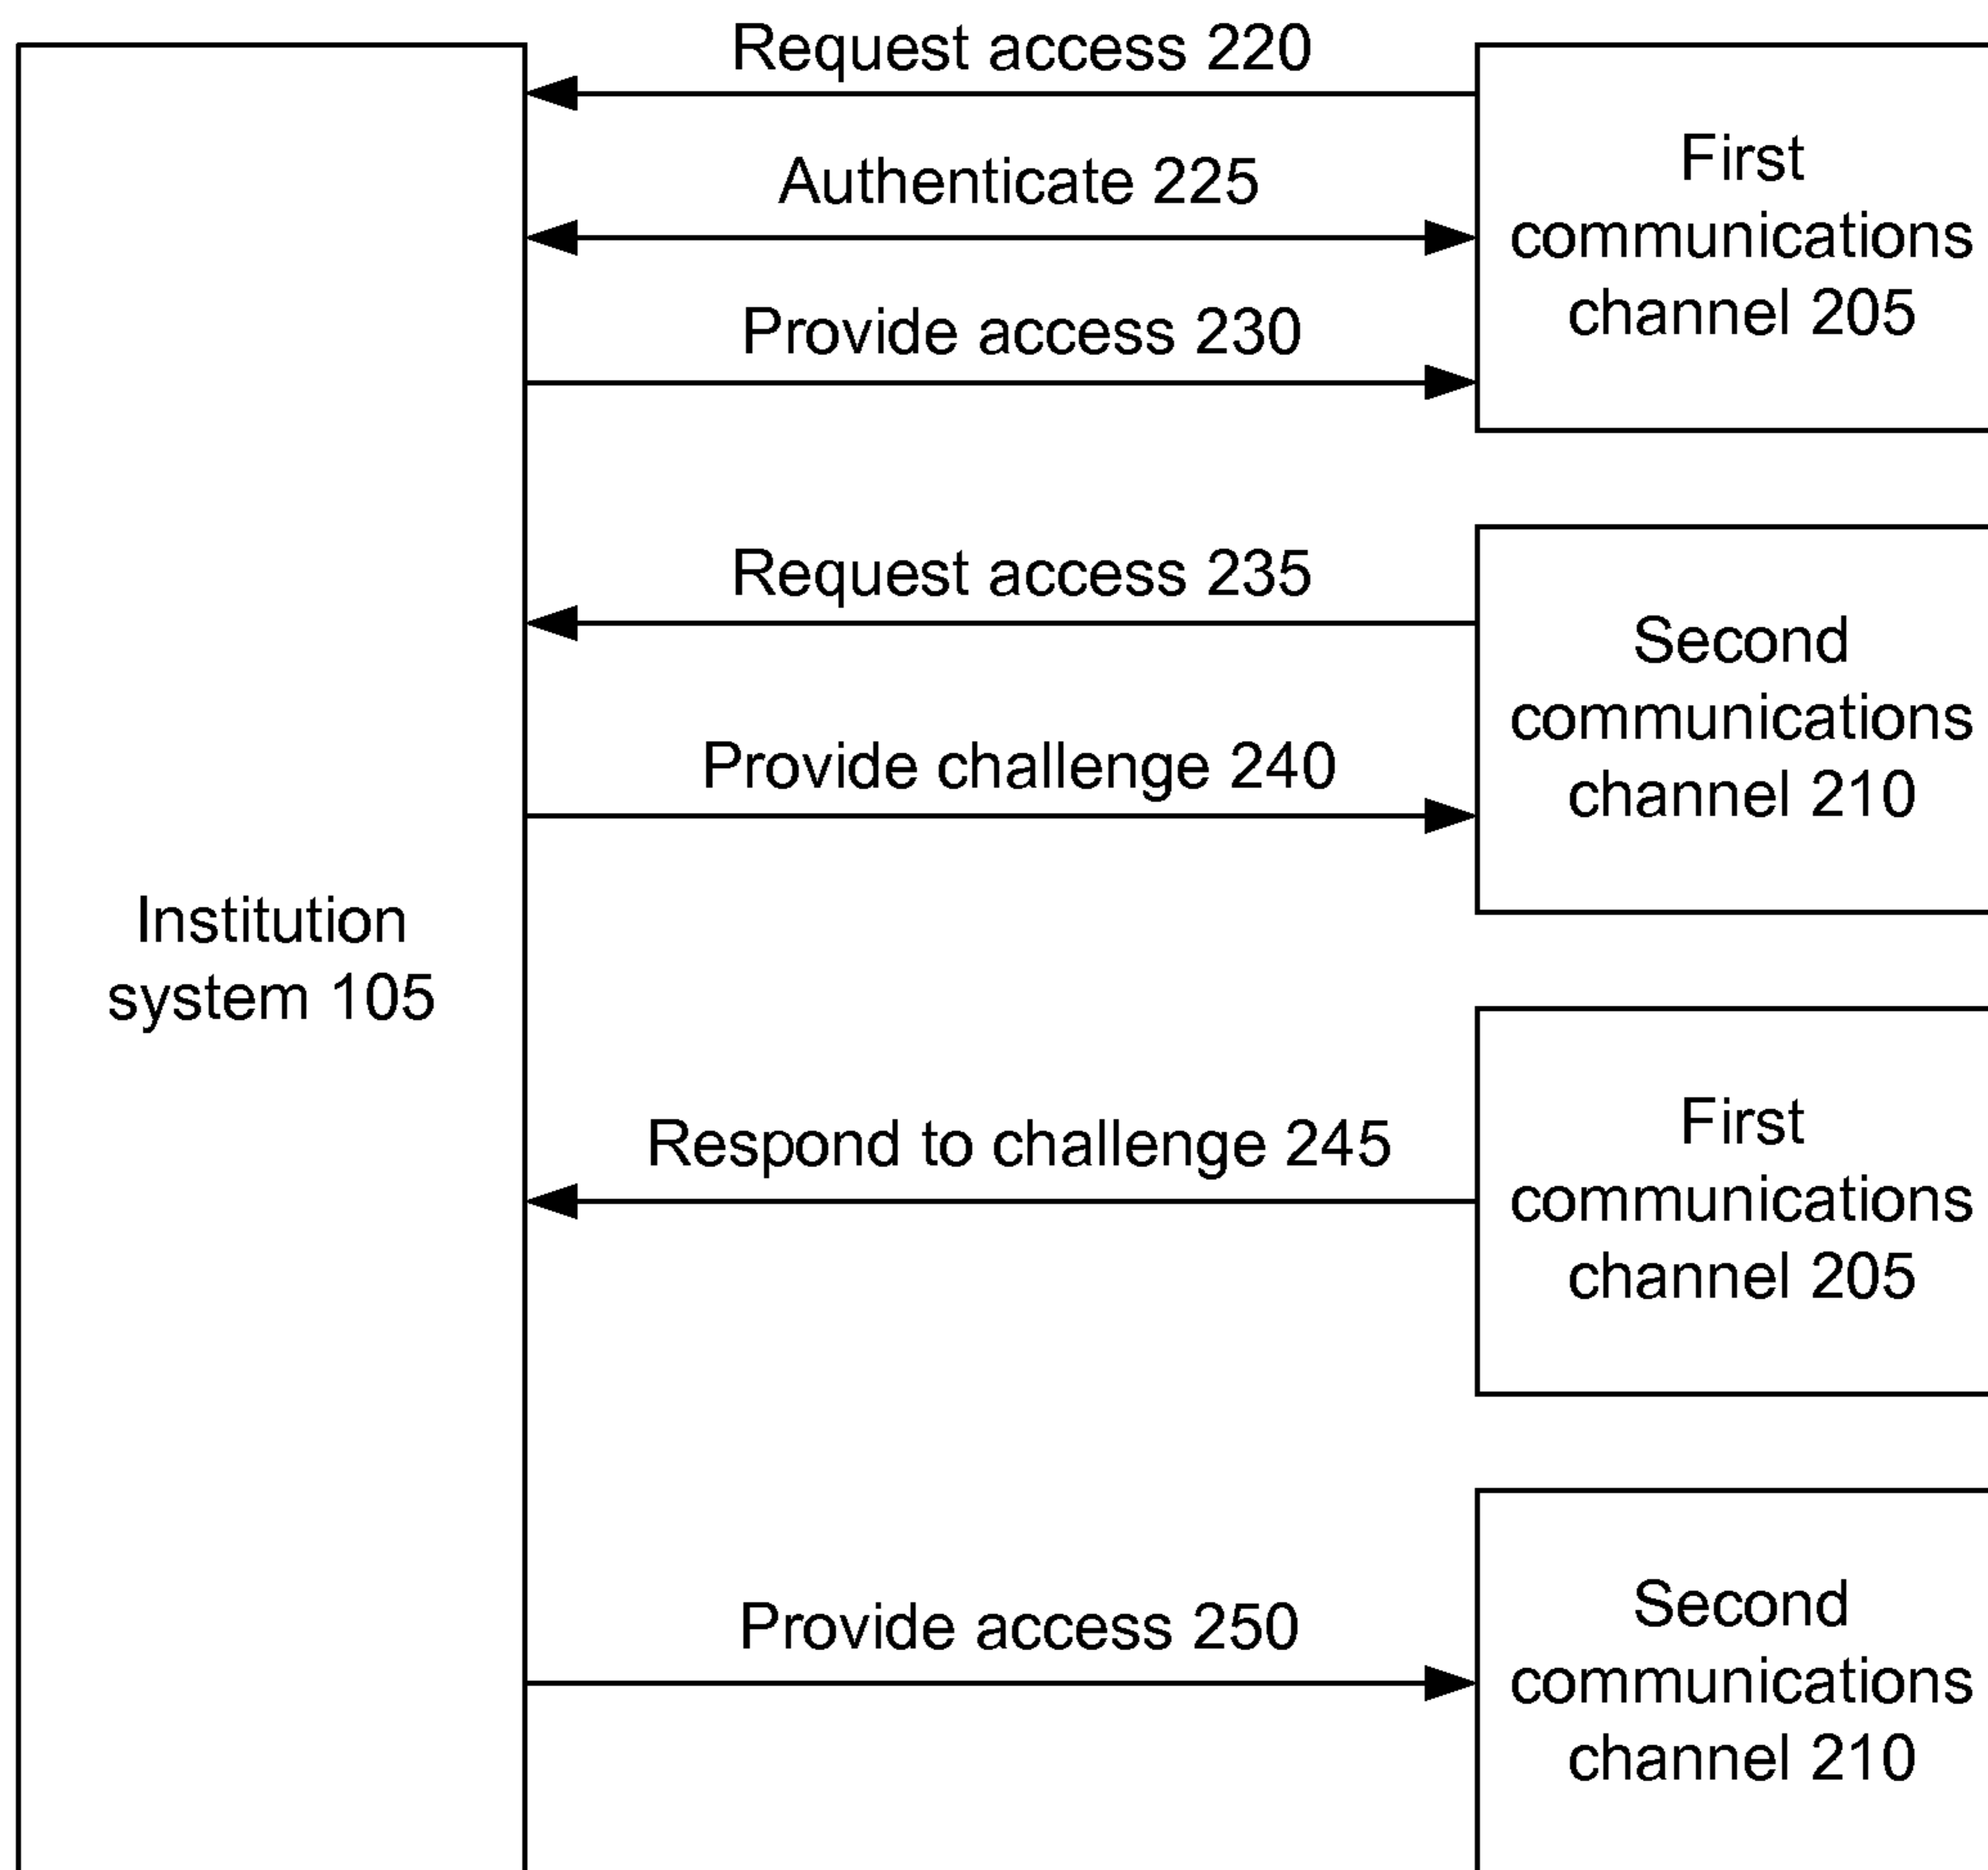 Request access 220
Authenticate 225
Provide access 230
First
communications
channel 205
Request access 235
Provide challenge 240
Second
communications
channel 210
Institution
system 105
Respond to challenge 245
First
communications
channel 205
Provide access 250
Second
communications
channel 210